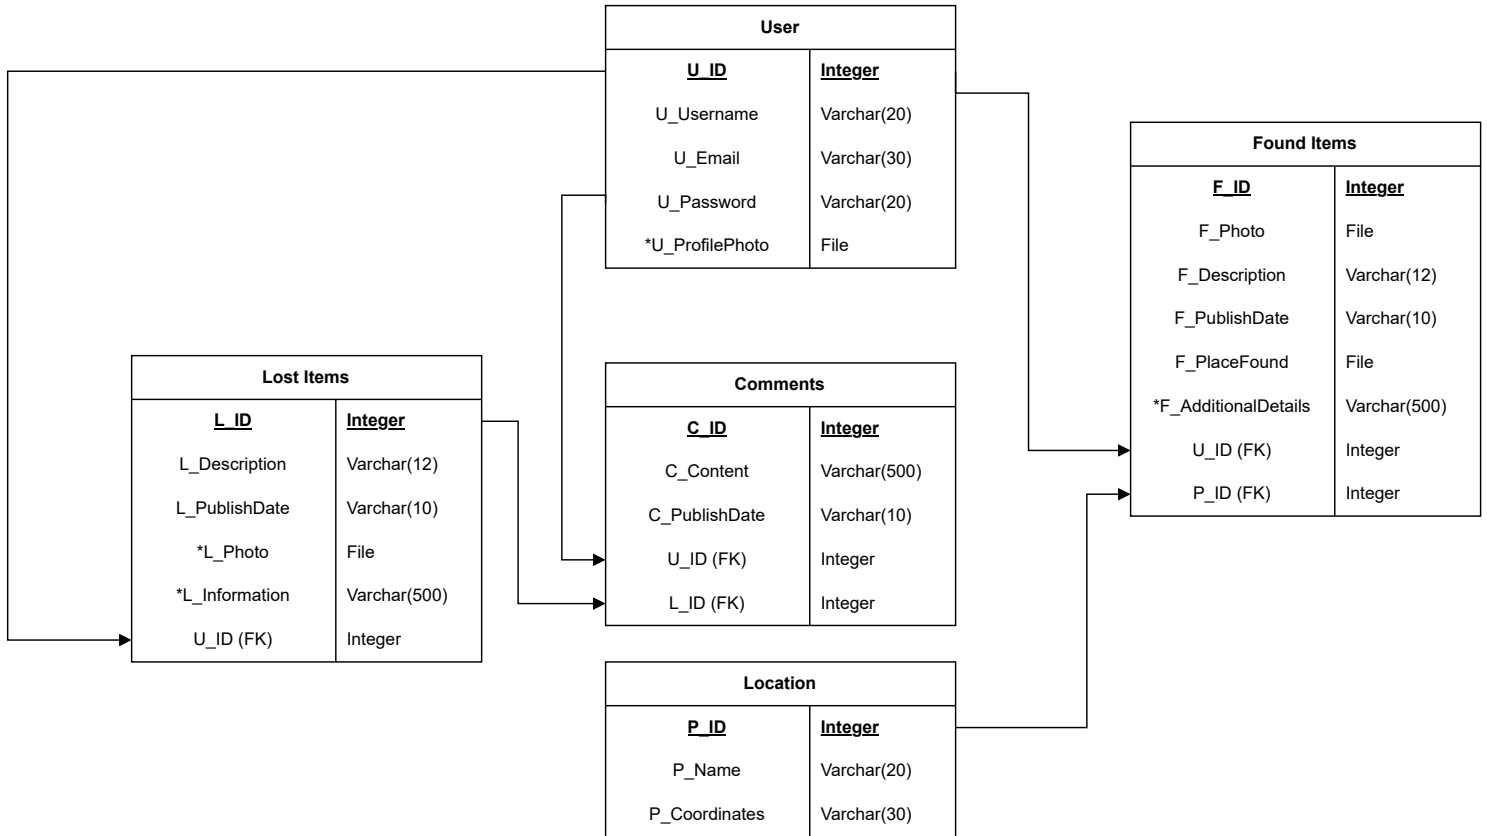 User
U_ID Integer
U_Username Varchar(20)
U_Email Varchar(30)
U_Password Varchar(20)
*U_ProfilePhoto File
Found Items
F_ID Integer
F_Photo File
F_Description Varchar(12)
F_PublishDate Varchar(10)
F_PlaceFound File
*F_AdditionalDetails Varchar(500)
U_ID (FK) Integer
P_ID (FK) Integer
Lost Items
L_ID Integer
L_Description Varchar(12)
L_PublishDate Varchar(10)
*L_Photo File
*L_Information Varchar(500)
U_ID (FK) Integer
Comments
C_ID Integer
C_Content Varchar(500)
C_PublishDate Varchar(10)
U_ID (FK) Integer
L_ID (FK) Integer
Location
P_ID Integer
P_Name Varchar(20)
P_Coordinates Varchar(30)